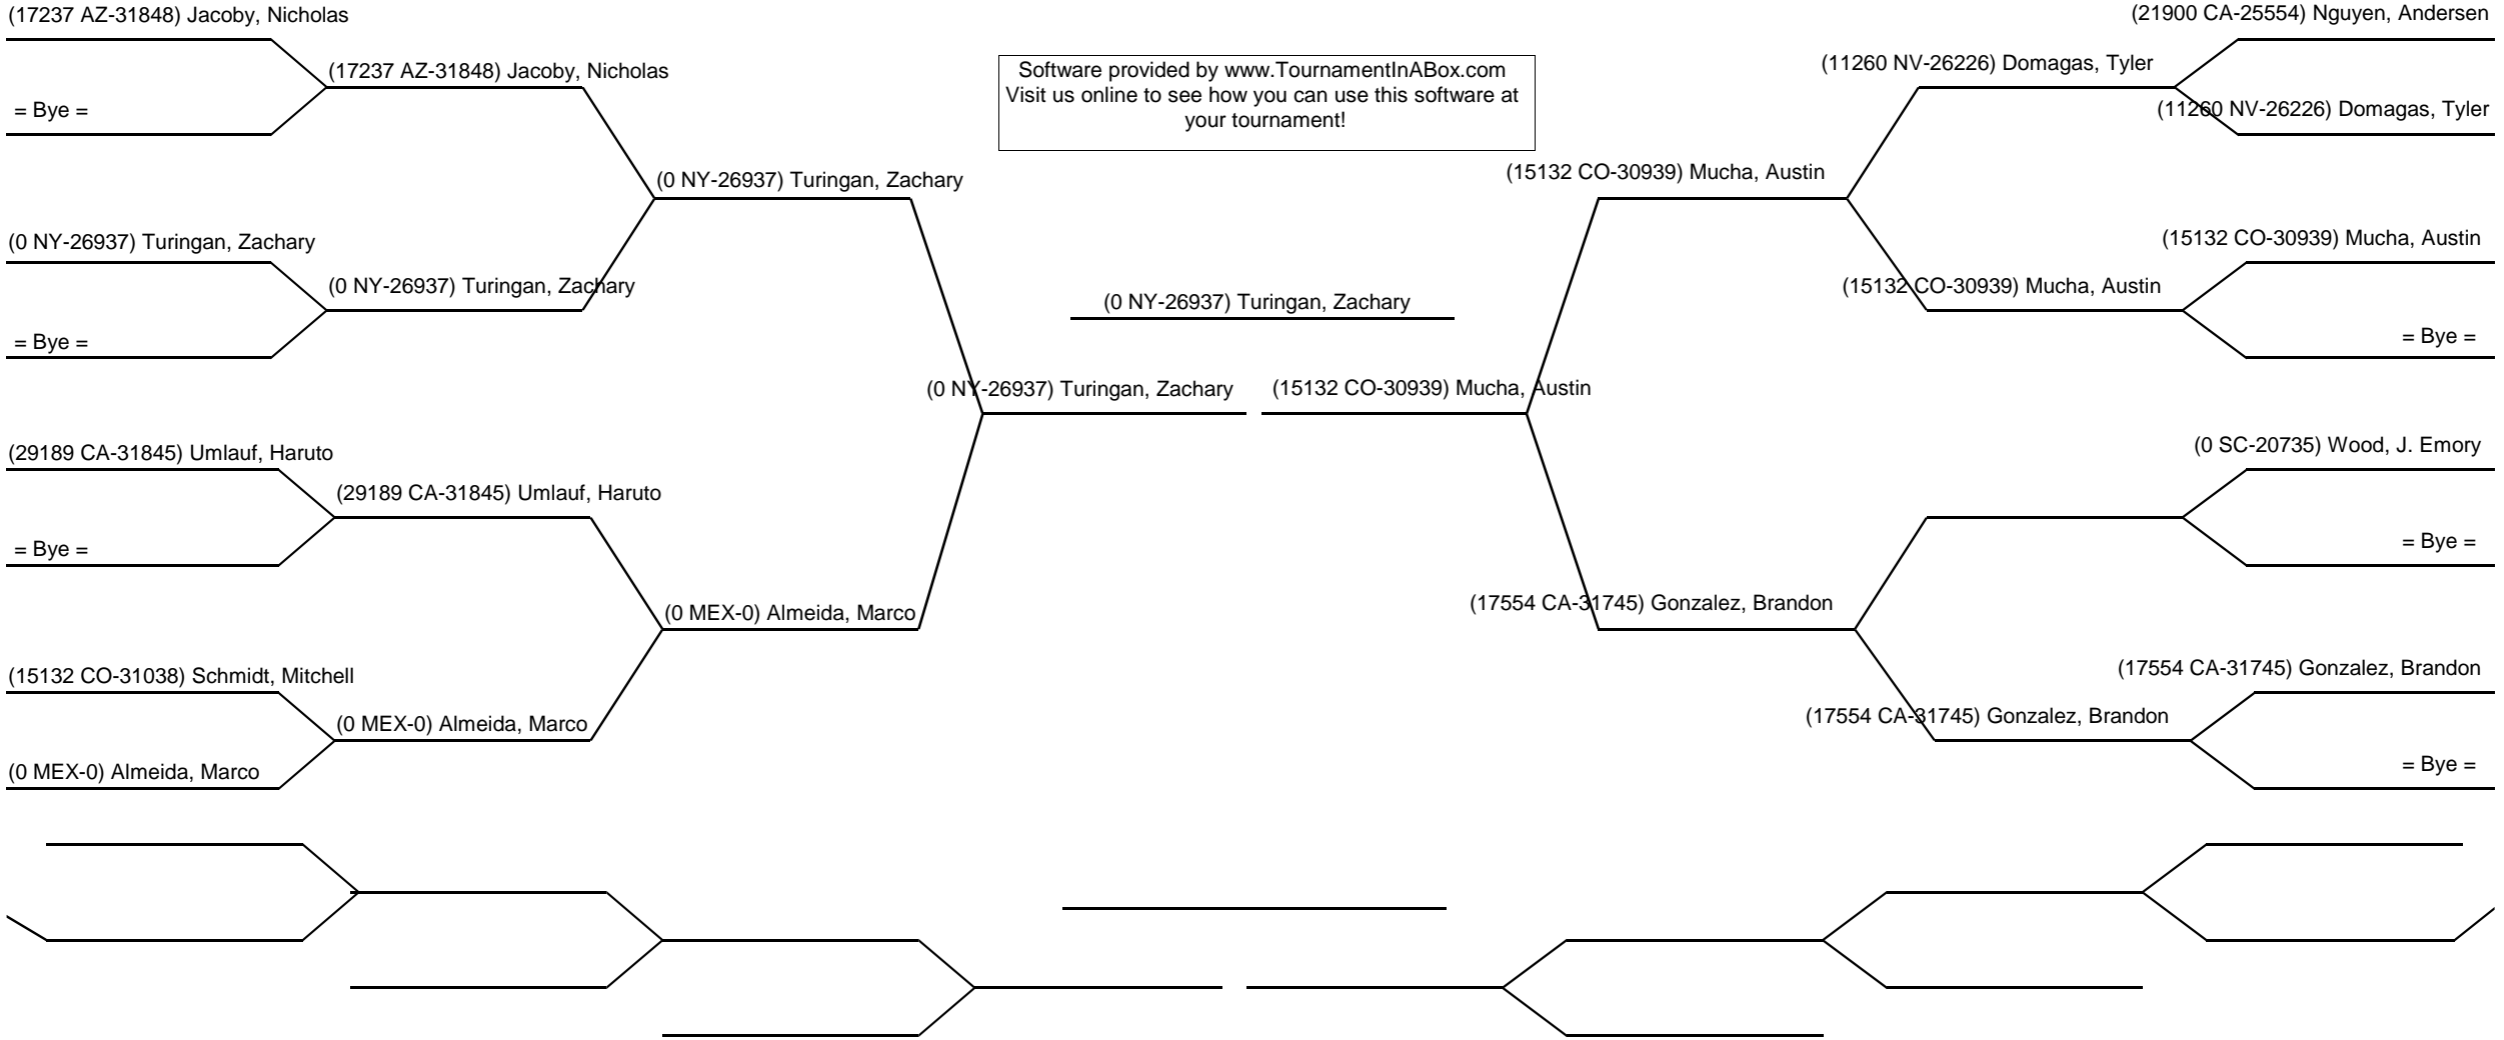 (17237 AZ-31848) Jacoby, Nicholas
(17237 AZ-31848) Jacoby, Nicholas
= Bye =
(0 NY-26937) Turingan, Zachary
(0 NY-26937) Turingan, Zachary
(0 NY-26937) Turingan, Zachary
= Bye =
(29189 CA-31845) Umlauf, Haruto
(29189 CA-31845) Umlauf, Haruto
= Bye =
(0 MEX-0) Almeida, Marco
(15132 CO-31038) Schmidt, Mitchell
(0 MEX-0) Almeida, Marco
(0 MEX-0) Almeida, Marco
Software provided by www.TournamentInABox.com
Visit us online to see how you can use this software at
your tournament!
(0 NY-26937) Turingan, Zachary
(0 NY-26937) Turingan, Zachary
(15132 CO-30939) Mucha, Austin
(21900 CA-25554) Nguyen, Andersen
(11260 NV-26226) Domagas, Tyler
(11260 NV-26226) Domagas, Tyler
(15132 CO-30939) Mucha, Austin
(15132 CO-30939) Mucha, Austin
(15132 CO-30939) Mucha, Austin
= Bye =
(0 SC-20735) Wood, J. Emory
= Bye =
(17554 CA-31745) Gonzalez, Brandon
(17554 CA-31745) Gonzalez, Brandon
(17554 CA-31745) Gonzalez, Brandon
= Bye =